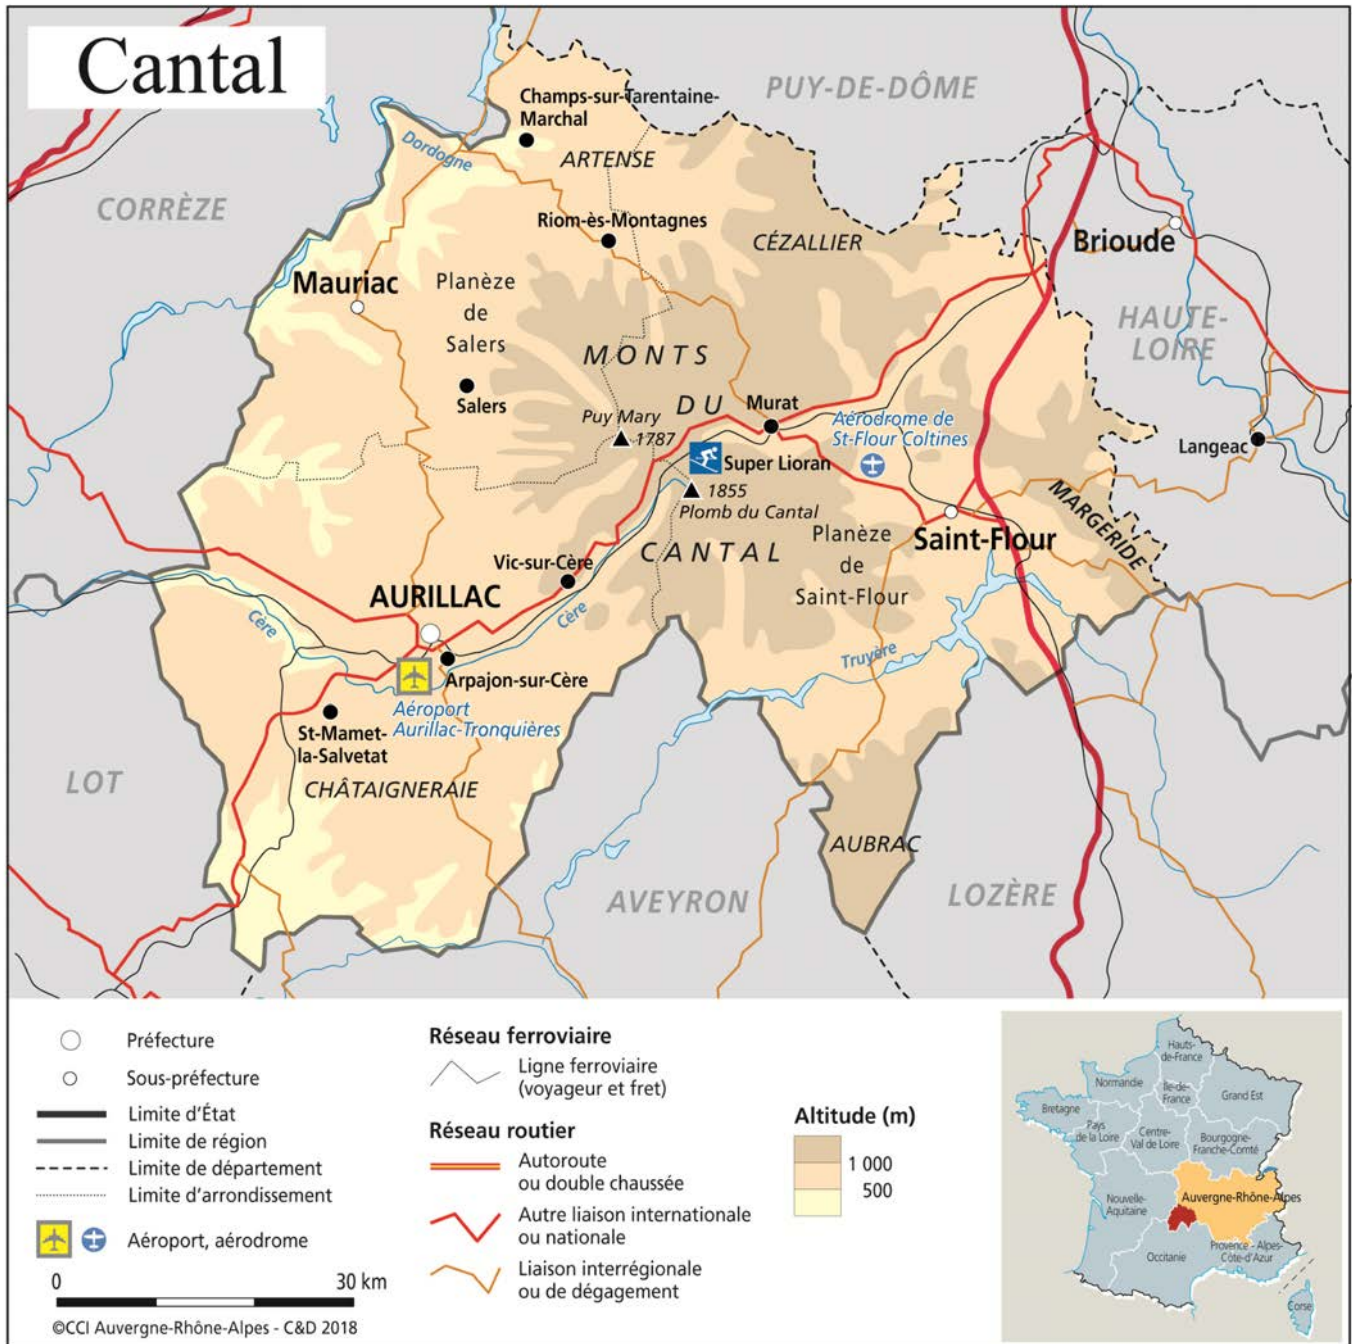 Cantal
PUY-DE-DÔME
Champs-sur-Tarentaine-
Marchal
Dordogne
ARTENSE
CORRÈZE
Riom-ès-Montagnes
CÉZALLIER
Brioude
Mauriac
Planèze
de
Salers
HAUTE-
LOIRE
MONTS
Salers
DU
Murat
Puy Mary
1787
Aérodrome de
St-Flour Coltines
Langeac
Super Lioran
1855
Plomb du Cantal
MARGERIDE
Saint-Flour
Planèze
de
Saint-Flour
CANTAL
Vic-sur-Cère
AURILLAC
Cère
Cère
Truyère
Arpajon-sur-Cère
Aéroport
Aurillac-Tronquières
St-Mamet-
la-Salvetat
LOT
CHÂTAIGNERAIE
AUBRAC
AVEYRON
LOZÈRE
Préfecture
Sous-préfecture
Limite d'État
Limite de région
Limite de département
Limite d'arrondissement
Aéroport, aérodrome
0 30 km
©CCI Auvergne-Rhône-Alpes - C&D 2018
Réseau ferroviaire
Ligne ferroviaire
(voyageur et fret)
Réseau routier
Autoroute
ou double chaussée
Autre liaison internationale
ou nationale
Liaison interrégionale
ou de dégagement
Altitude (m)
1 000
500
Hauts-
de-France
Normandie
Île-de-
France
Grand Est
Bretagne
Pays
de la Loire
Centre-
Val de Loire
Bourgogne-
Franche-Comté
Nouvelle-
Aquitaine
Auvergne-Rhône-Alpes
Occitanie
Provence - Alpes-
Côte-d'Azur
Corse